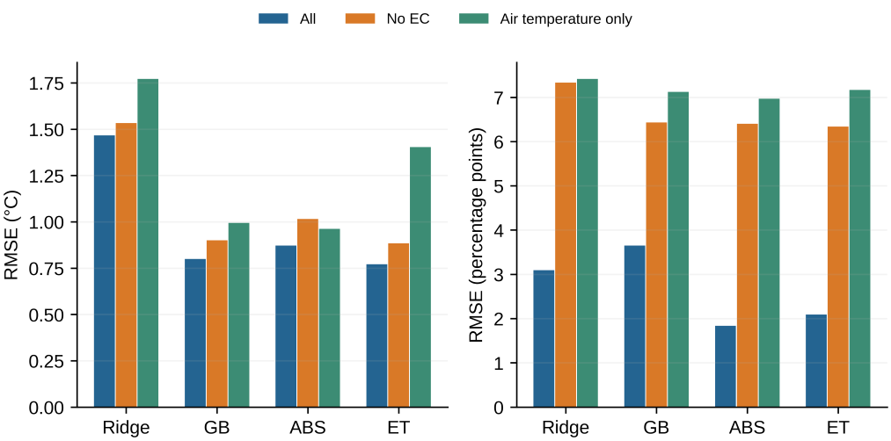 All
No EC
Air temperature only
RMSE (°C)
1.75
1.50
1.25
1.00
0.75
0.50
0.25
0.00
Ridge
GB
ABS
ET
RMSE (percentage points)
7
6
5
4
3
2
1
0
Ridge
GB
ABS
ET